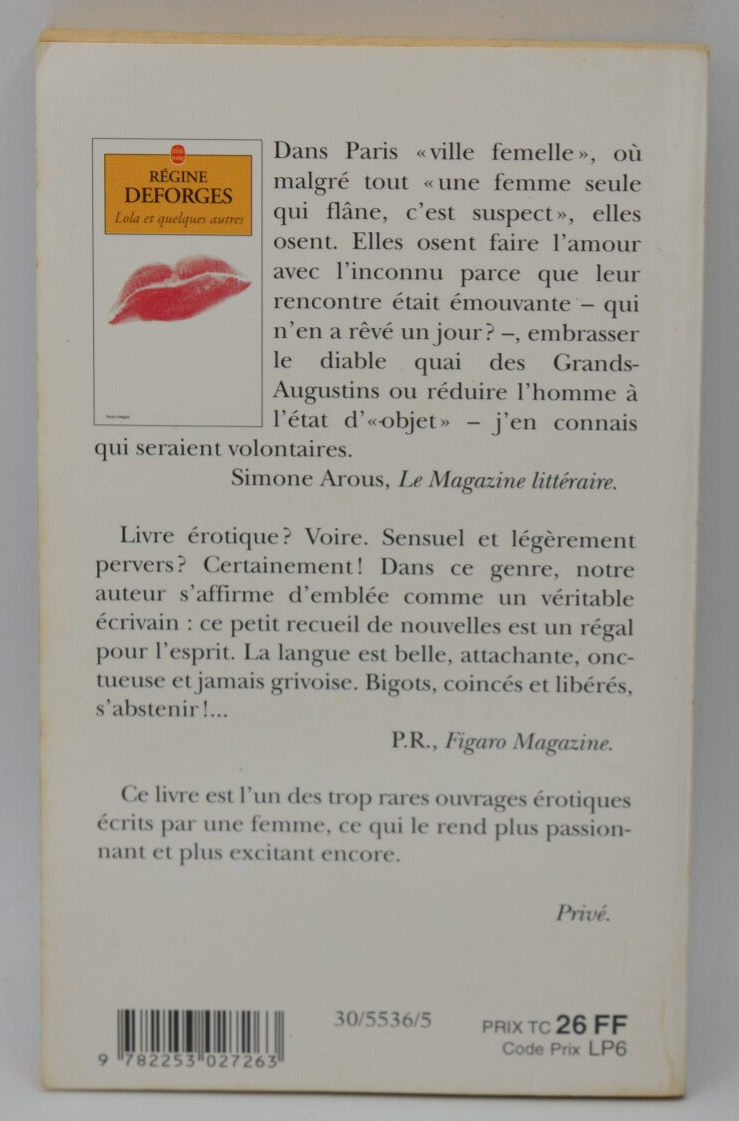 RÉGINE
DEFORGES
Lola et quelques autres
Dans Paris «ville femelle», où
malgré tout «une femme seule
qui flâne, c'est suspect», elles
osent. Elles osent faire l'amour
avec l'inconnu parce que leur
rencontre était émouvante – qui
n'en a rêvé un jour? –, embrasser
le diable quai des Grands-
Augustins ou réduire l'homme à
l'état d'«objet» – j'en connais
qui seraient volontaires.
Simone Arous, Le Magazine littéraire.
Livre érotique? Voire. Sensuel et légèrement
pervers? Certainement! Dans ce genre, notre
auteur s'affirme d'emblée comme un véritable
écrivain : ce petit recueil de nouvelles est un régal
pour l'esprit. La langue est belle, attachante, onc-
tueuse et jamais grivoise. Bigots, coincés et libérés,
s'abstenir!...
P.R., Figaro Magazine.
Ce livre est l'un des trop rares ouvrages érotiques
écrits par une femme, ce qui le rend plus passion-
nant et plus excitant encore.
Privé.
30/5536/5
PRIX TC 26 FF
Code Prix LP6
9 782253 027263